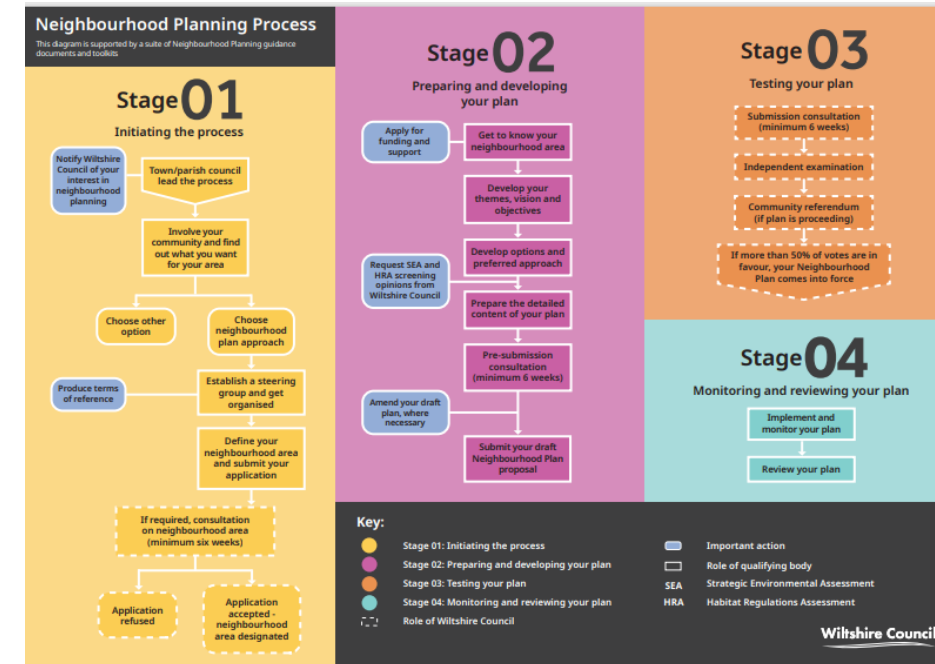 Neighbourhood Planning Process
This diagram is supported by a suite of Neighbourhood Planning guidance
documents and toolkits
Stage 01
Initiating the process
Notify Wiltshire
Council of your
interest in
neighbourhood
planning
Town/parish council
lead the process
Involve your
community and find
out what you want
for your area
Choose other
option
Choose
neighbourhood
plan approach
Produce terms
of reference
Establish a steering
group and get
organised
Define your
neighbourhood area
and submit your
application
If required, consultation
on neighbourhood area
(minimum six weeks)
Application
refused
Application
accepted -
neighbourhood
area designated
Stage 02
Preparing and developing
your plan
Apply for
funding and
support
Get to know your
neighbourhood area
Develop your
themes, vision and
objectives
Develop options and
preferred approach
Request SEA and
HRA screening
opinions from
Wiltshire Council
Prepare the detailed
content of your plan
Pre-submission
consultation
(minimum 6 weeks)
Amend your draft
plan, where
necessary
Submit your draft
Neighbourhood Plan
proposal
Stage 03
Testing your plan
Submission consultation
(minimum 6 weeks)
Independent examination
Community referendum
(if plan is proceeding)
If more than 50% of votes are in
favour, your Neighbourhood
Plan comes into force
Stage 04
Monitoring and reviewing your plan
Implement and
monitor your plan
Review your plan
Key:
Stage 01: Initiating the process
Stage 02: Preparing and developing your plan
Stage 03: Testing your plan
Stage 04: Monitoring and reviewing your plan
Role of Wiltshire Council
Important action
Role of qualifying body
SEA Strategic Environmental Assessment
HRA Habitat Regulations Assessment
Wiltshire Council